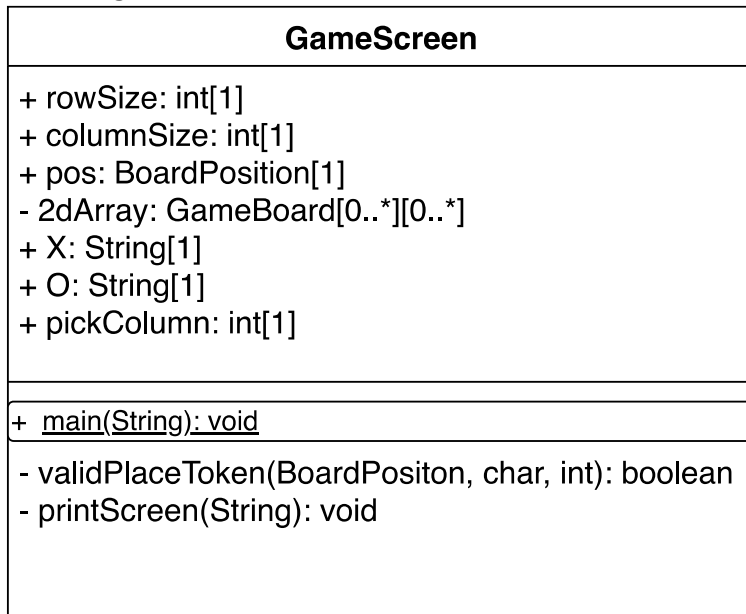 GameScreen
+ rowSize: int[1]
+ columnSize: int[1]
+ pos: BoardPosition[1]
- 2dArray: GameBoard[0..*][0..*]
+ X: String[1]
+ O: String[1]
+ pickColumn: int[1]
+ main(String): void
- validPlaceToken(BoardPositon, char, int): boolean
- printScreen(String): void